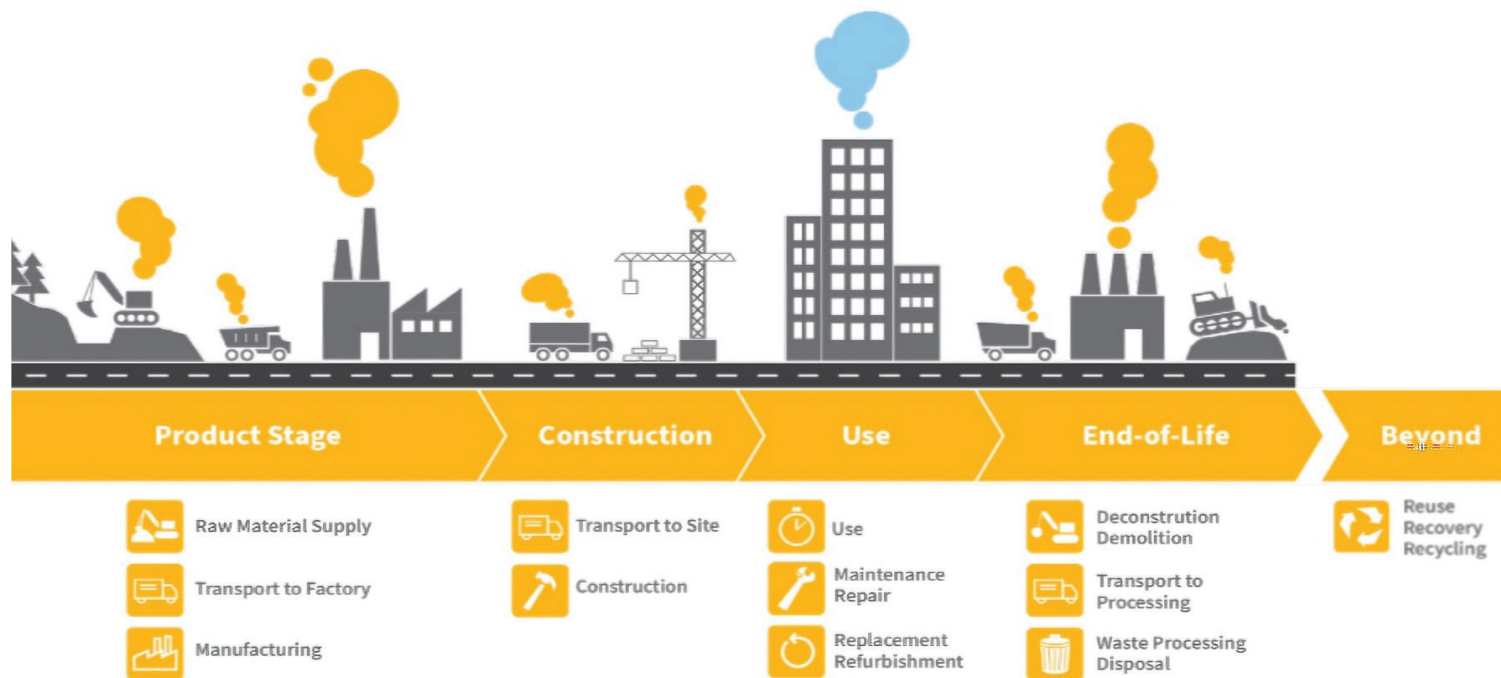 Product Stage
Construction
Use
End-of-Life
Beyond
Raw Material Supply
Transport to Factory
Manufacturing
Transport to Site
Construction
Use
Maintenance
Repair
Replacement
Refurbishment
Deconstrution
Demolition
Transport to
Processing
Waste Processing
Disposal
Reuse
Recovery
Recycling